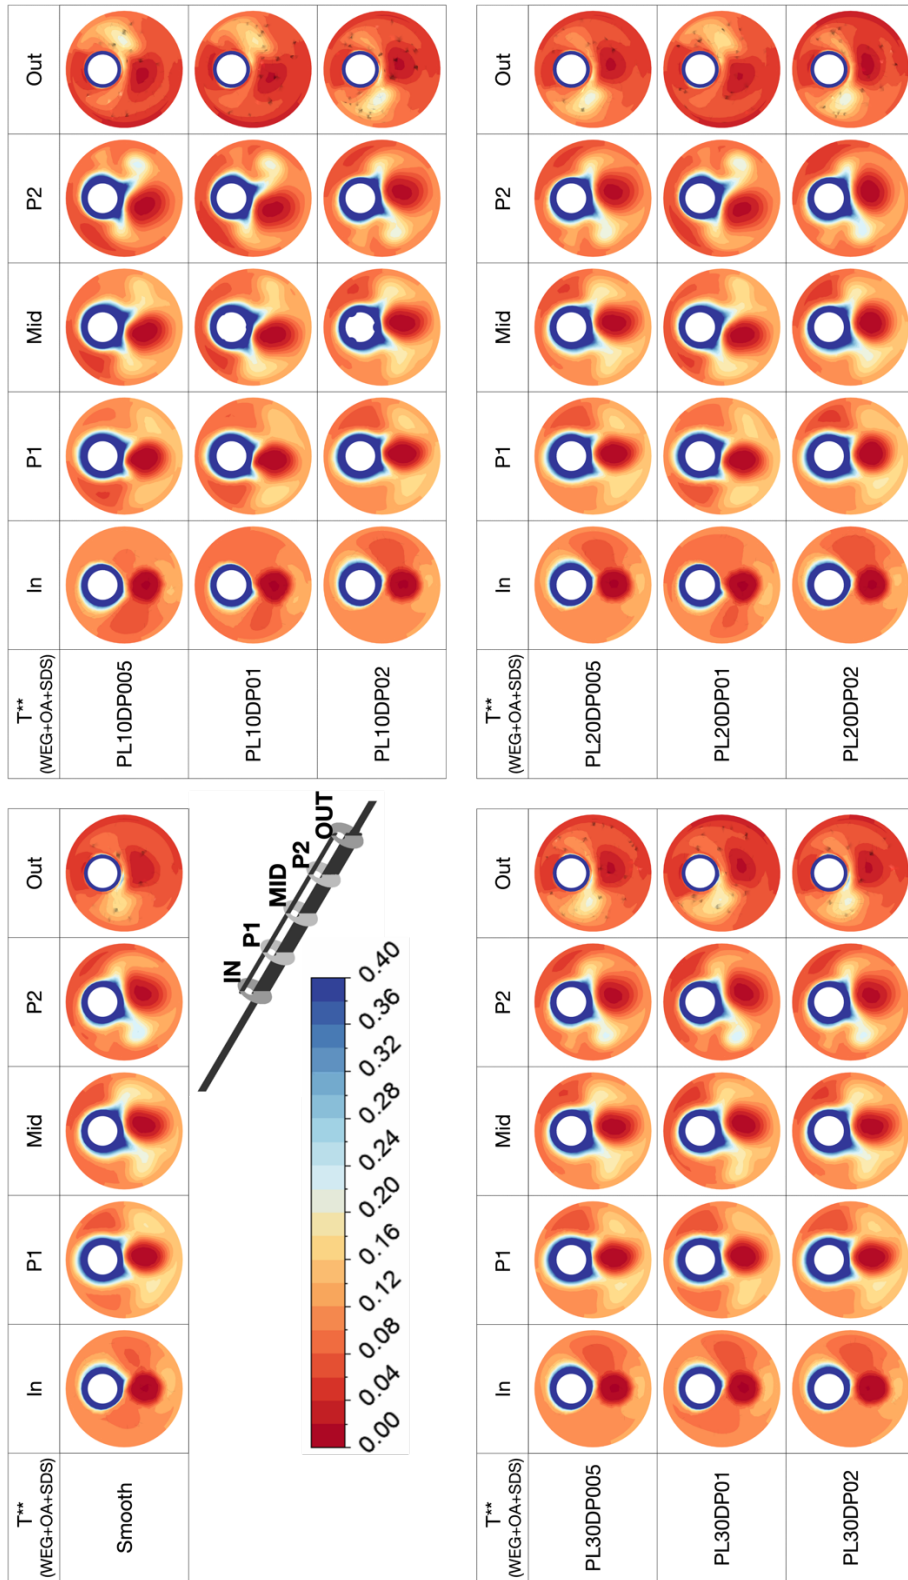 T**
(WEG+OA+SDS)
In
P1
Mid
P2
Out
Smooth
IN
P1
MID
P2
OUT
0.00
0.04
0.08
0.12
0.16
0.20
0.24
0.28
0.32
0.36
0.40
T**
(WEG+OA+SDS)
In
P1
Mid
P2
Out
PL10DP005
PL10DP01
PL10DP02
T**
(WEG+OA+SDS)
In
P1
Mid
P2
Out
PL30DP005
PL30DP01
PL30DP02
T**
(WEG+OA+SDS)
In
P1
Mid
P2
Out
PL20DP005
PL20DP01
PL20DP02